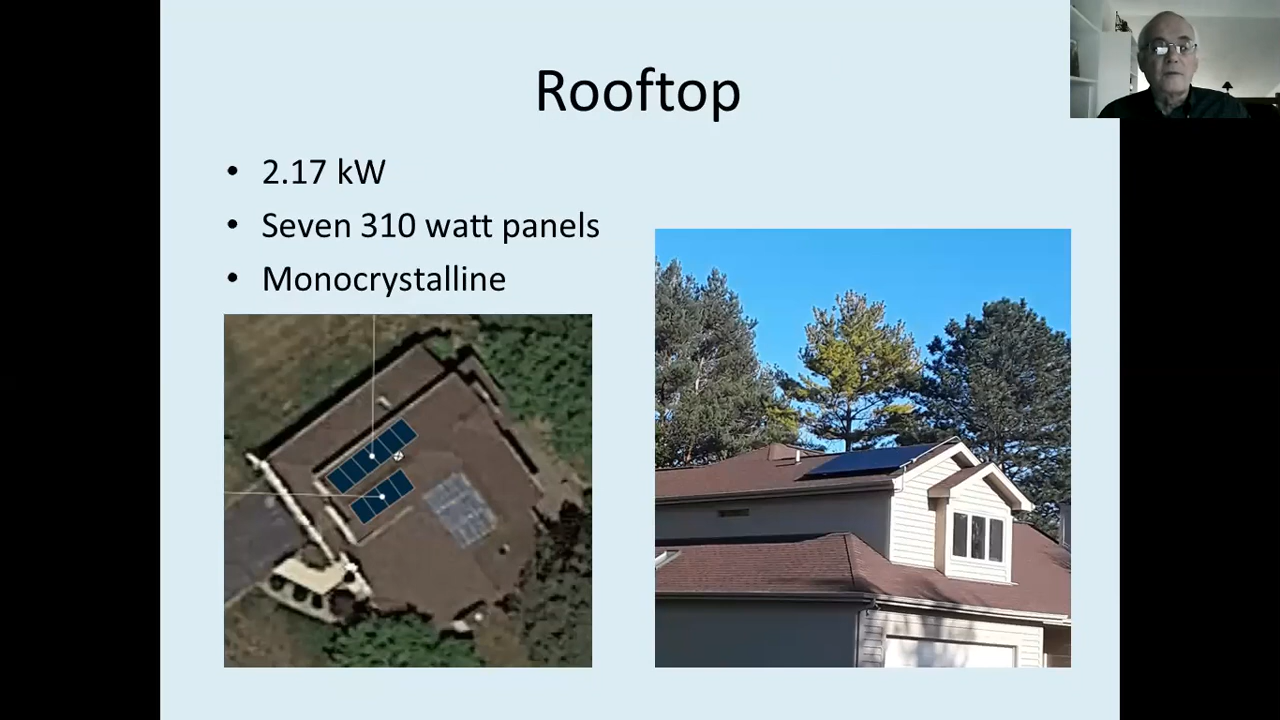 Rooftop
• 2.17 kW
• Seven 310 watt panels
• Monocrystalline